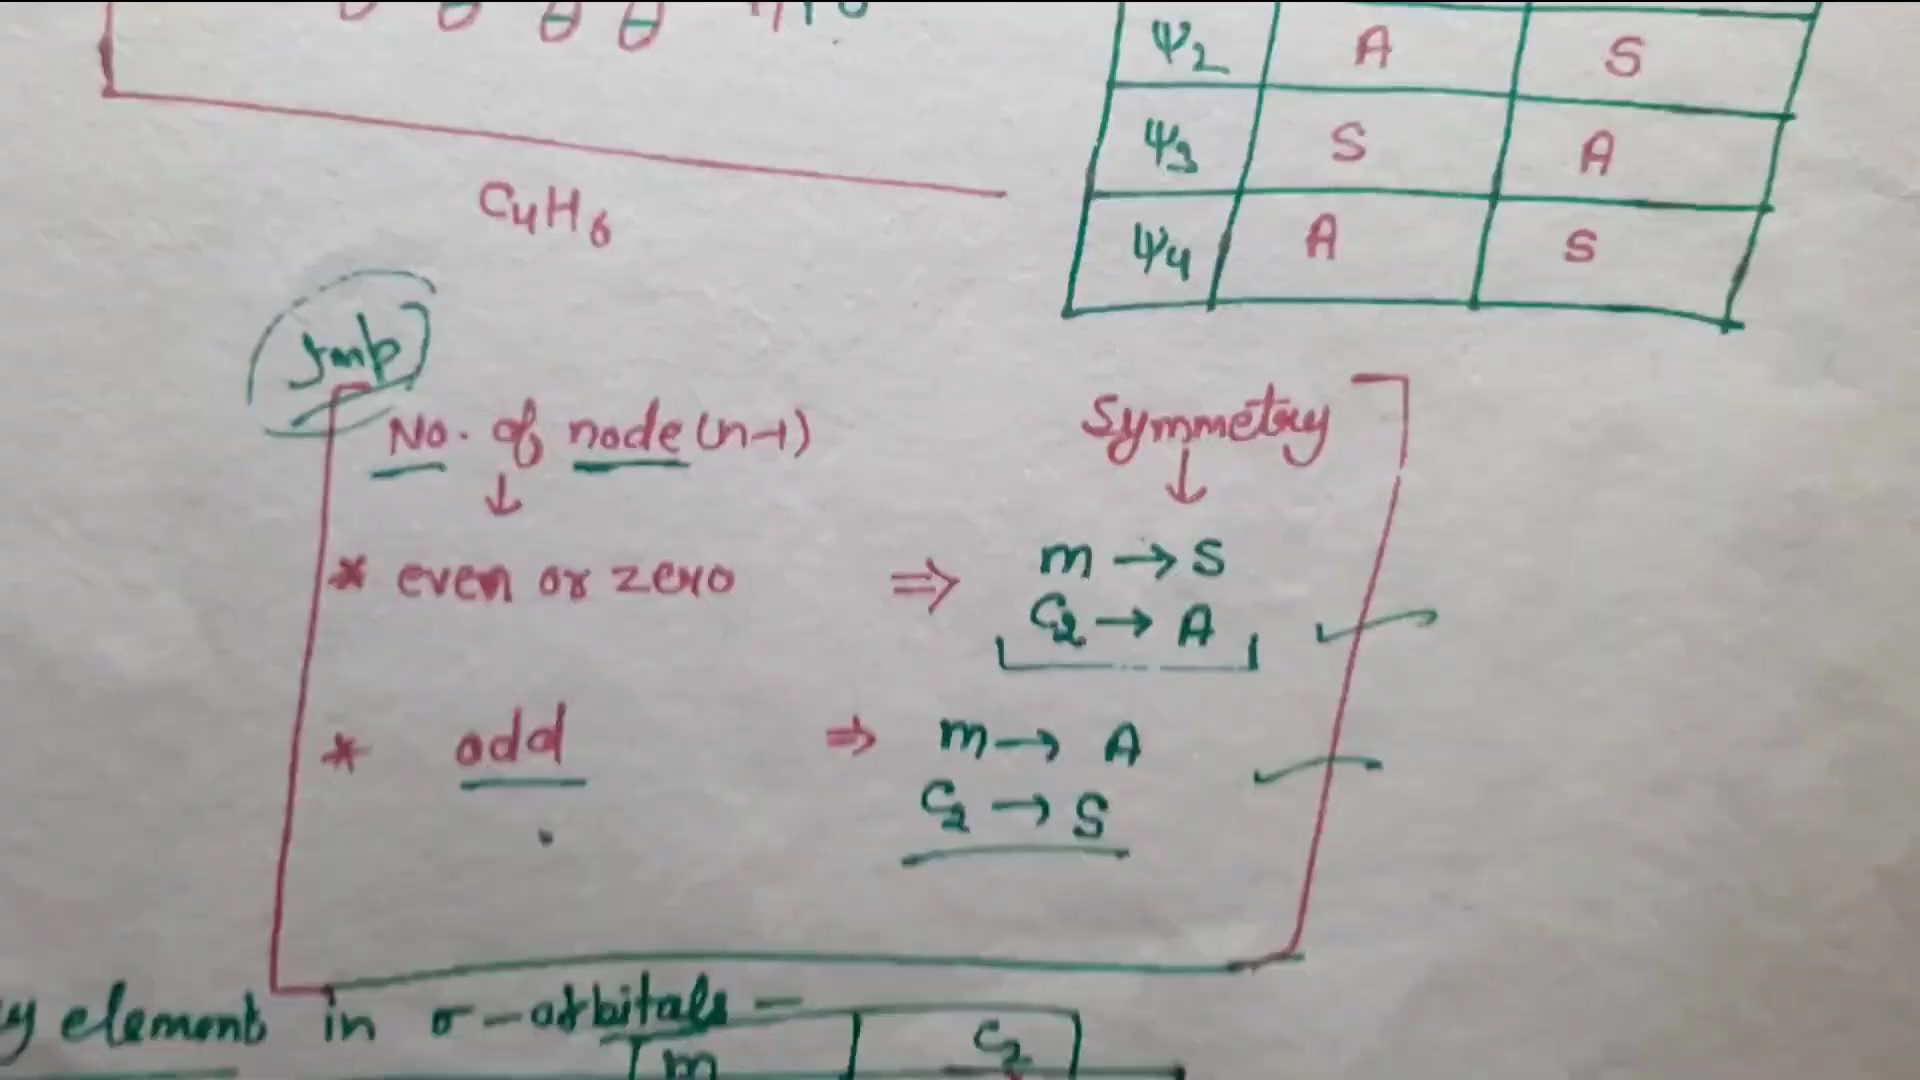 Ψ2 A S
Ψ3 S A
C4H6
Ψ4 A S
Imp
No. of node (n-1) Symmetry
↓ ↓
* even or zero ⇒ m → S
C2 → A
* odd ⇒ m → A
C2 → S
element in σ-orbitals -
m C2